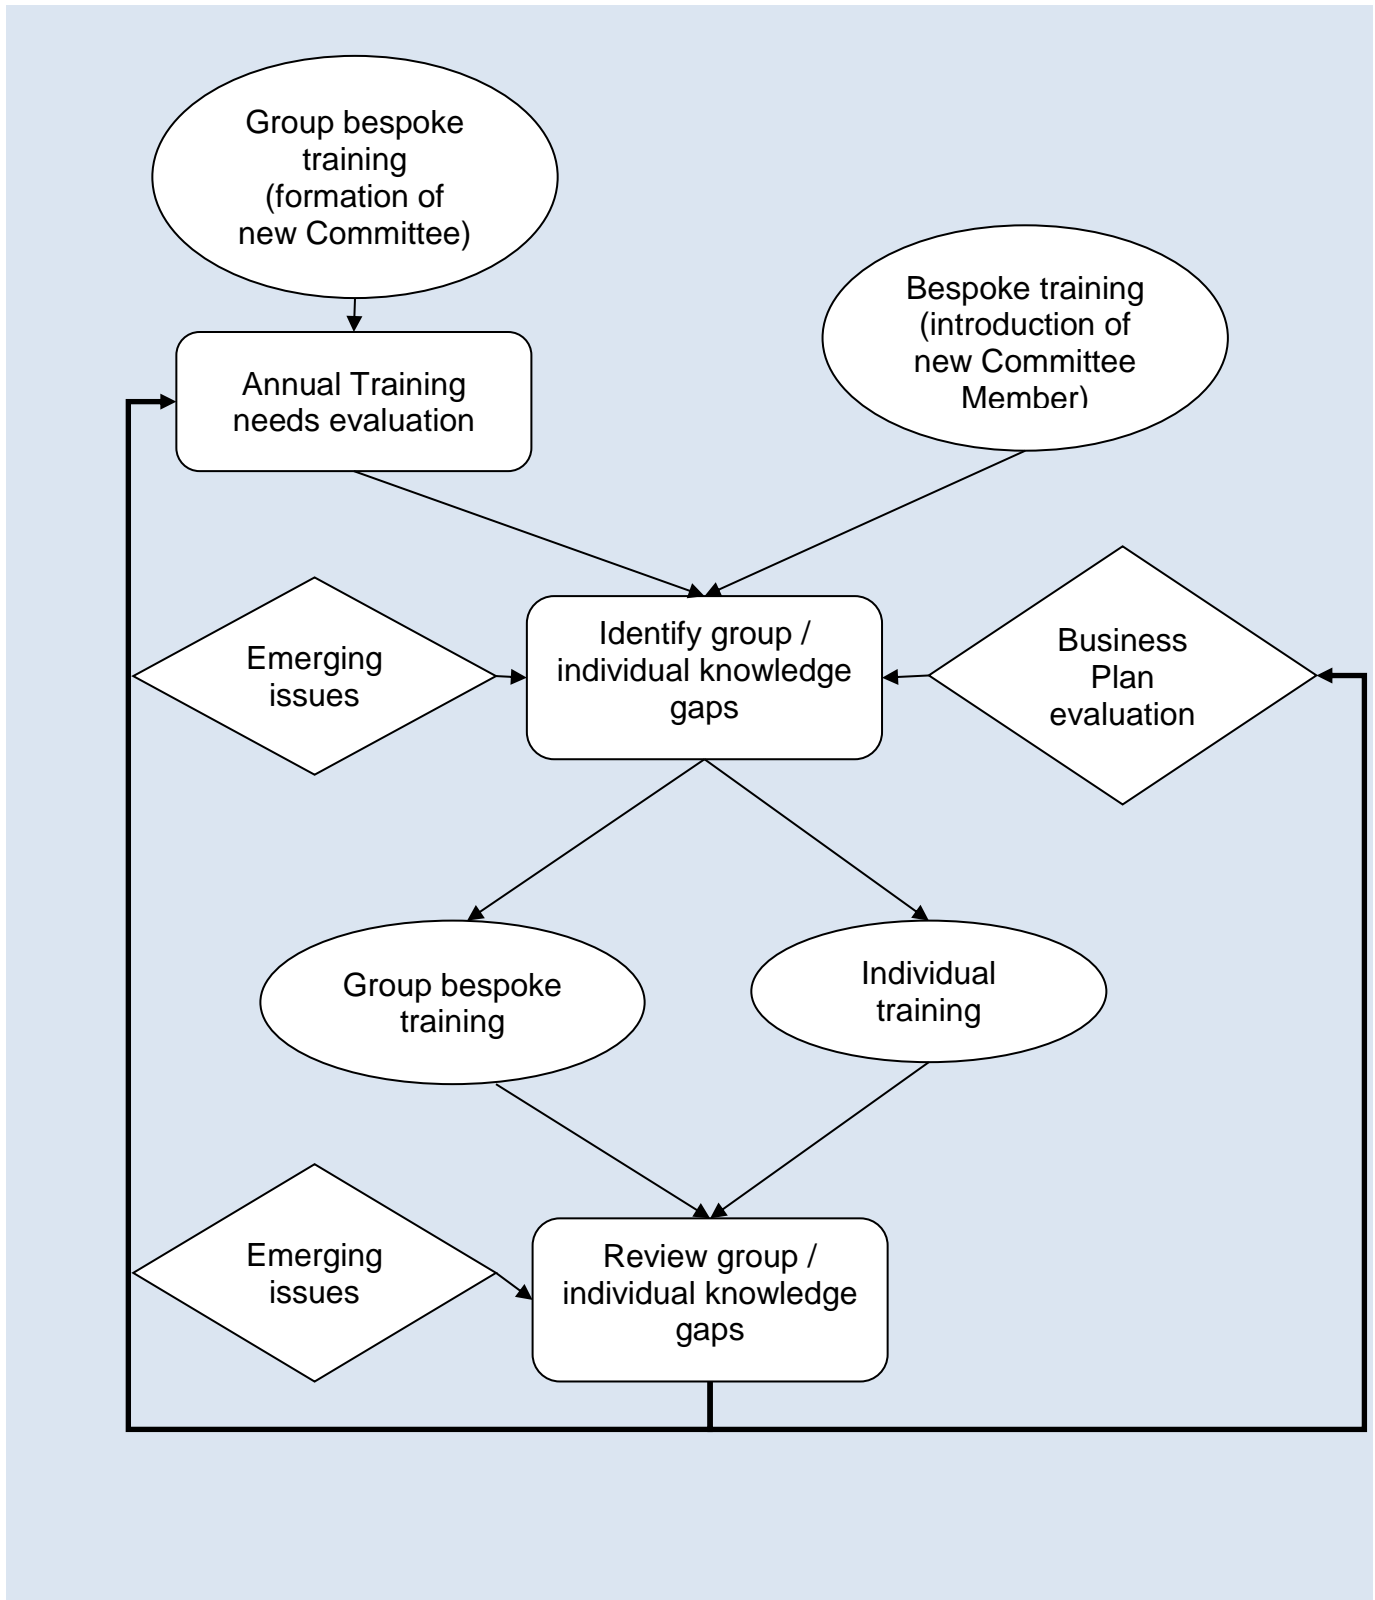 Group bespoke
training
(formation of
new Committee)
Bespoke training
(introduction of
new Committee
Member)
Annual Training
needs evaluation
Emerging
issues
Identify group /
individual knowledge
gaps
Business
Plan
evaluation
Group bespoke
training
Individual
training
Emerging
issues
Review group /
individual knowledge
gaps